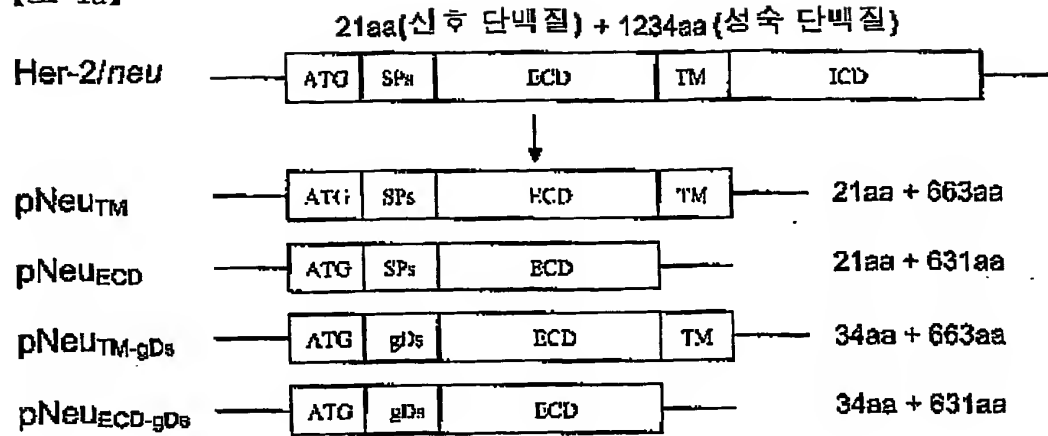 21aa(신호 단백질) + 1234aa (성숙 단백질)
Her-2/neu ATG SPs ECD TM ICD
pNeuTM ATG SPs ECD TM 21aa + 663aa
pNeuECD ATG SPs ECD 21aa + 631aa
pNeuTM-gDs ATG gDs ECD TM 34aa + 663aa
pNeuECD-gDs ATG gDs ECD 34aa + 631aa